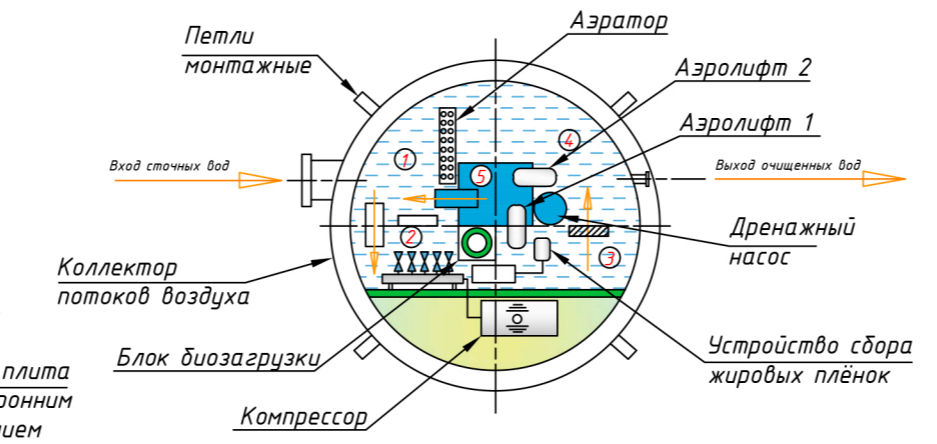 Петли
монтажные
Аэратор
Аэролифт 2
Аэролифт 1
Вход сточных вод
Выход очищенных вод
1
4
5
2
3
Дренажный
насос
Коллектор
потоков воздуха
Блок биозагрузки
Устройство сбора
жировых плёнок
плита
ронним
ием
Компрессор